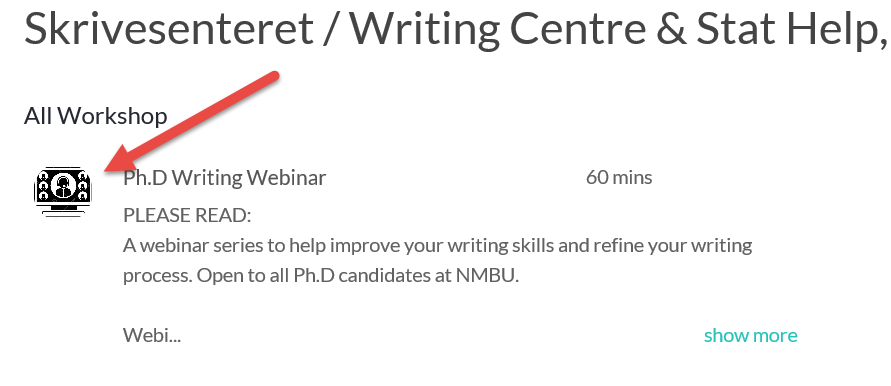 Skrivesenteret / Writing Centre & Stat Help,
All Workshop
Ph.D Writing Webinar 60 mins
PLEASE READ:
A webinar series to help improve your writing skills and refine your writing
process. Open to all Ph.D candidates at NMBU.
Webi... show more